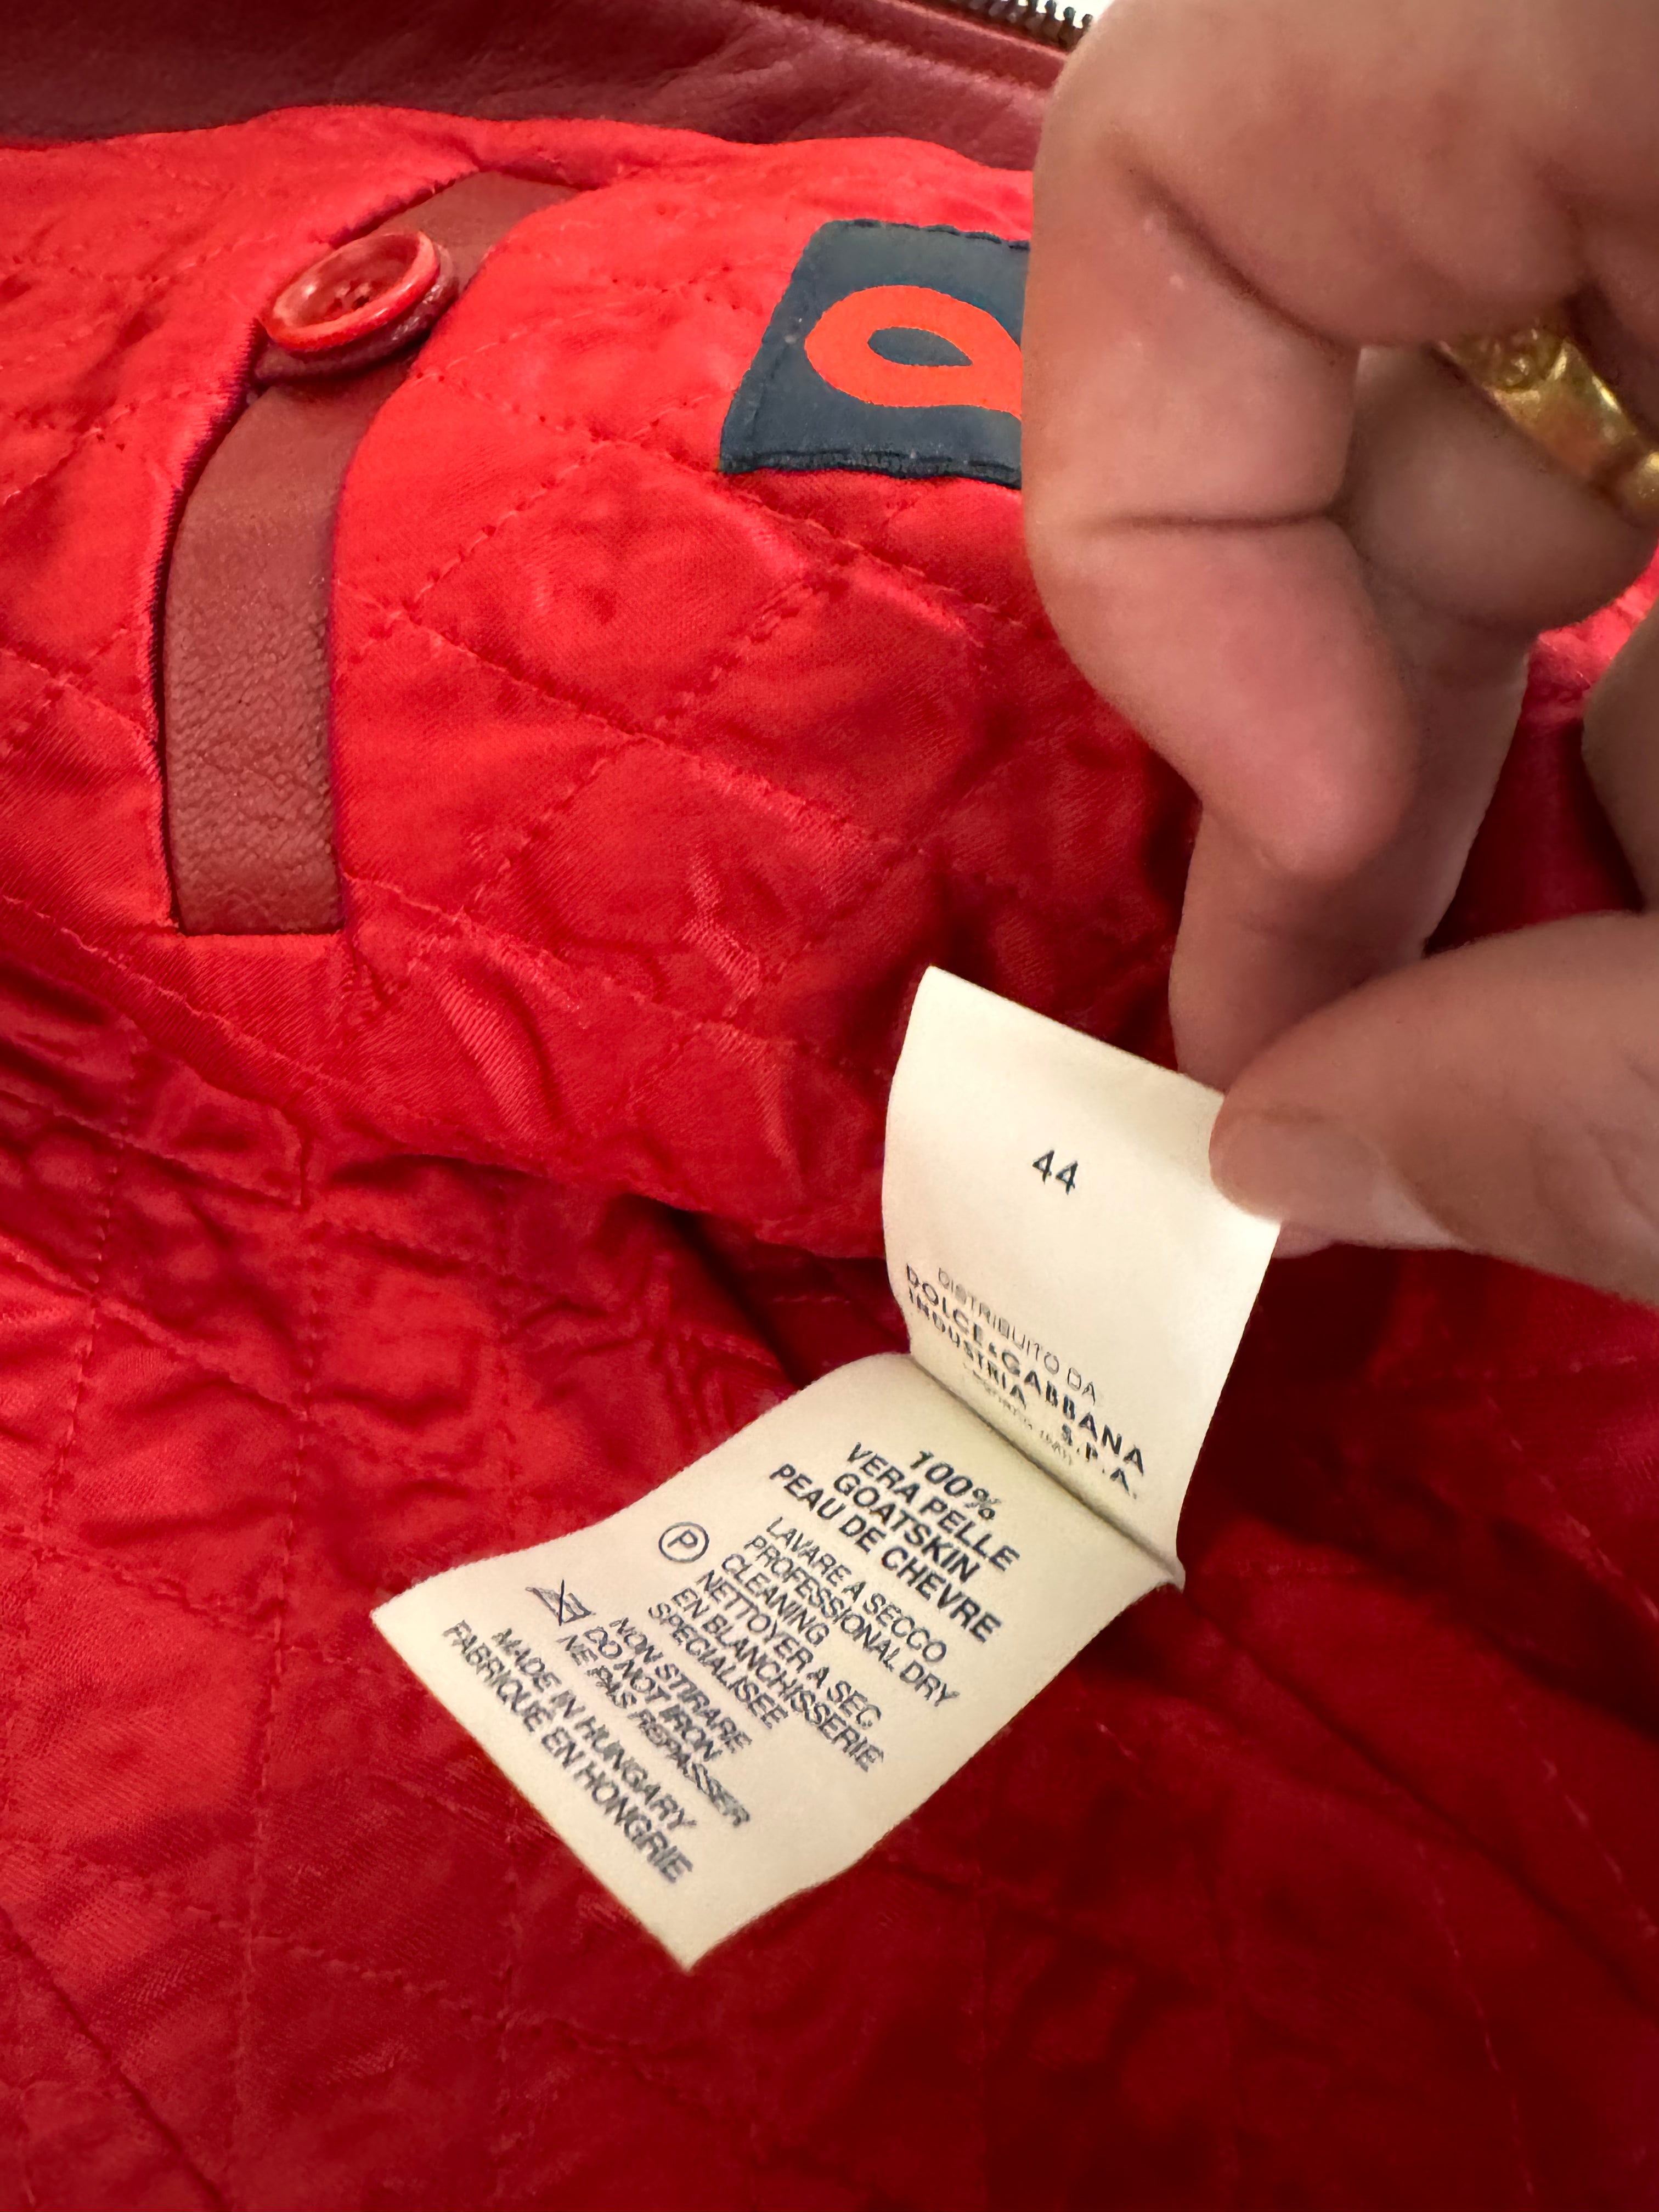 44
DISTRIBUITO DA
DOLCE&GABBANA
INDUSTRIA S.P.A.
100%
VERA PELLE
GOATSKIN
PEAU DE CHEVRE
P
LAVARE A SECCO
PROFESSIONAL DRY
CLEANING
NETTOYER A SEC
EN BLANCHISSERIE
SPECIALISEE
NON STIRARE
DO NOT IRON
NE PAS REPASSER
MADE IN HUNGARY
FABRIQUE EN HONGRIE